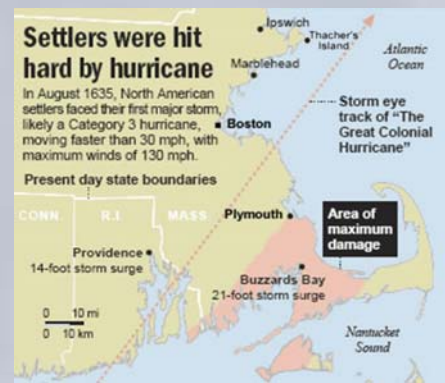 Settlers were hit
hard by hurricane
In August 1635, North American
settlers faced their first major storm,
likely a Category 3 hurricane,
moving faster than 30 mph, with
maximum winds of 130 mph.
Present day state boundaries
Ipswich
Thacher's
Island
Marblehead
Atlantic
Ocean
Boston
Storm eye
track of "The
Great Colonial
Hurricane"
CONN.
R.I.
MASS.
Plymouth
Area of
maximum
damage
Providence
14-foot storm surge
Buzzards Bay
21-foot storm surge
0 10 mi
0 10 km
Nantucket
Sound